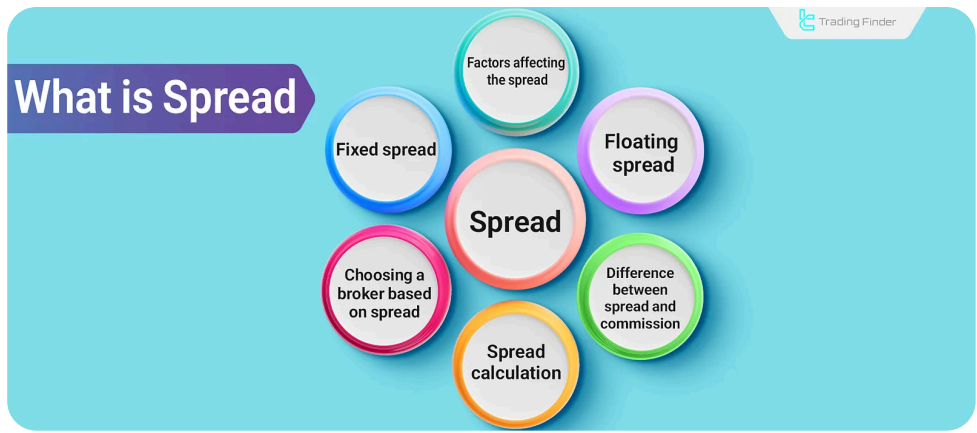 Trading Finder
What is Spread
Factors affecting
the spread
Fixed spread
Floating
spread
Spread
Choosing a
broker based
on spread
Difference
between
spread and
commission
Spread
calculation